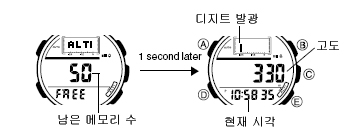 디지트 발광
ALTI
A
B
1 second later
고도
50
330
C
FREE
D
10:58 35
E
남은 메모리 수
현재 시각